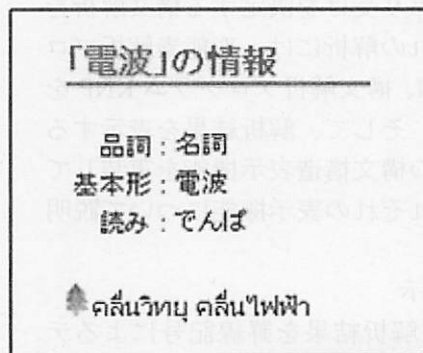 「電波」の情報
品詞：名詞
基本形：電波
読み：でんぱ
คลื่นวิทยุ คลื่นไฟฟ้า